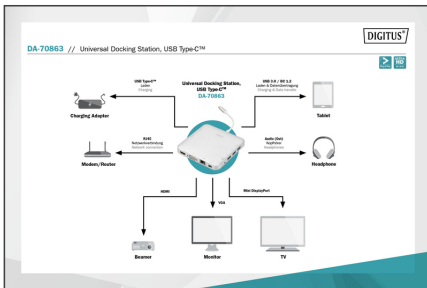 DIGITUS®
DA-70863 // Universal Docking Station, USB Type-C™
USB Type-C™
Laden
Charging
Universal Docking Station,
USB Type-C™
DA-70863
USB 3.0 / BC 1.2
Laden & Datenübertragung
Charging & Data transfer
Charging Adapter
Tablet
RJ45
Netzwerkverbindung
Network connection
Audio (Out)
Kopfhörer
Headphones
Modem/Router
Headphone
HDMI
VGA
Mini DisplayPort
Beamer
Monitor
TV